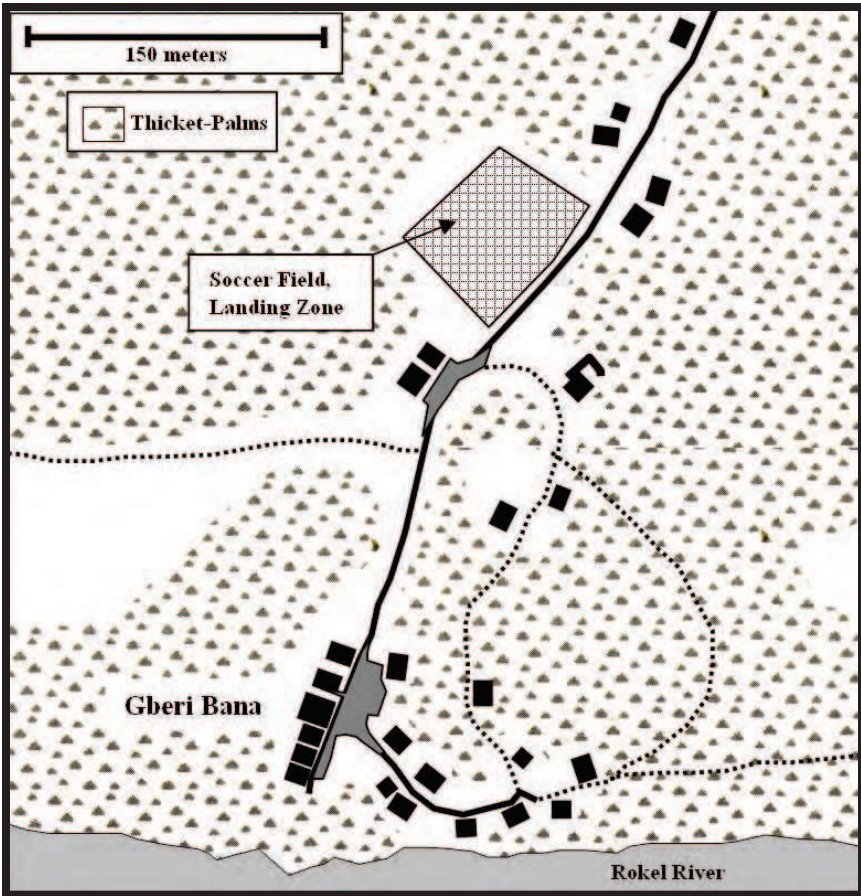 150 meters
Thicket-Palms
Soccer Field,
Landing Zone
Gberi Bana
Rokel River